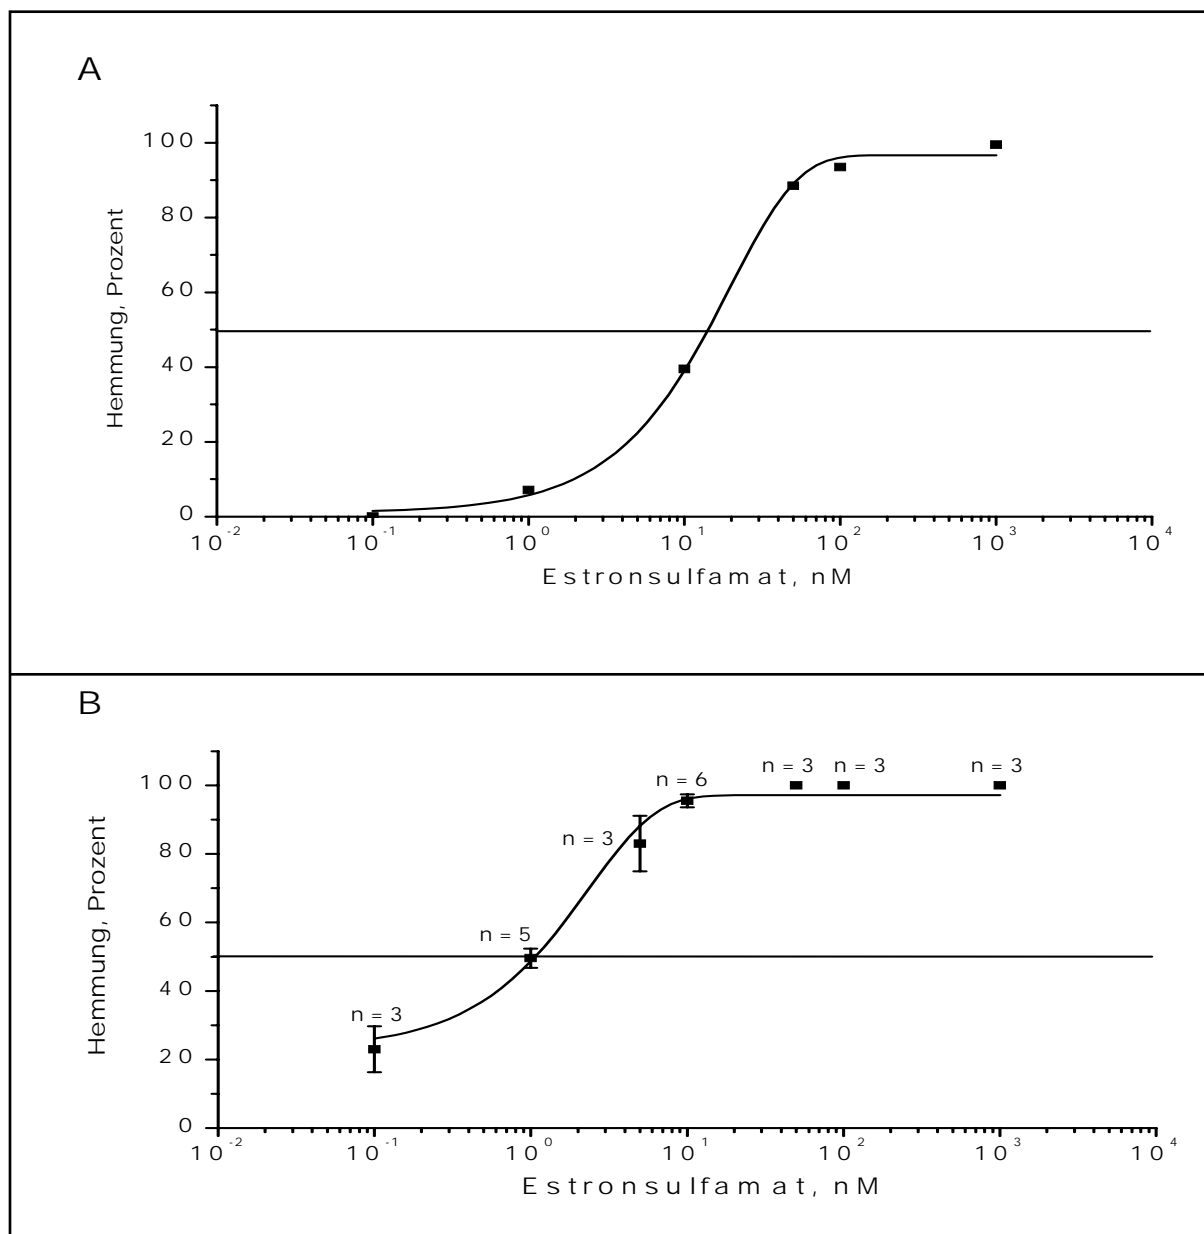 A
Hemmung, Prozent
100
80
60
40
20
0
10⁻² 10⁻¹ 10⁰ 10¹ 10² 10³ 10⁴
Estronsulfamat, nM
B
Hemmung, Prozent
100
80
60
40
20
0
n = 3
n = 5
n = 3
n = 6
n = 3
n = 3
n = 3
10⁻² 10⁻¹ 10⁰ 10¹ 10² 10³ 10⁴
Estronsulfamat, nM